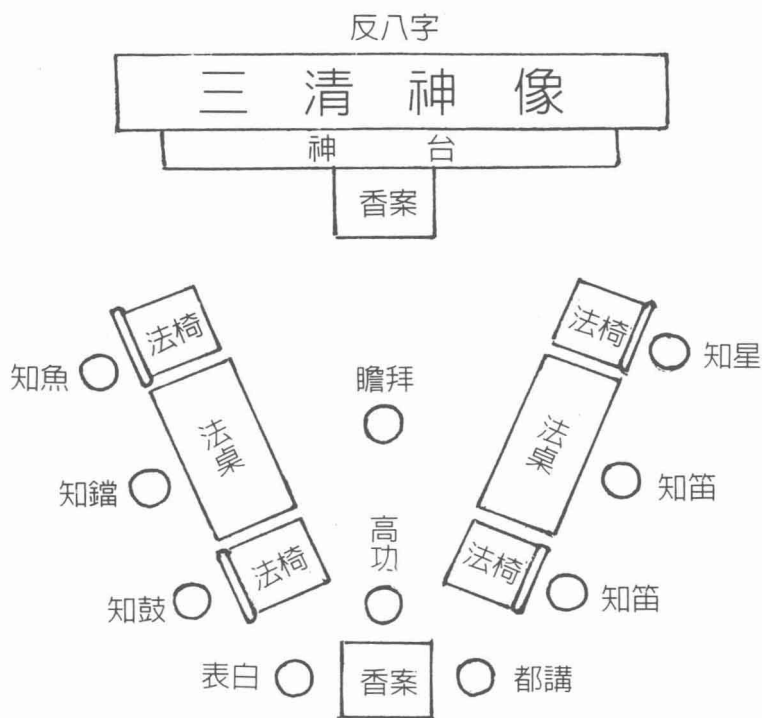 反八字
三清神像
神台
香案
法椅
法椅
知魚
知星
瞻拜
法桌
法桌
知鐺
知笛
高功
法椅
法椅
知鼓
知笛
表白
香案
都講